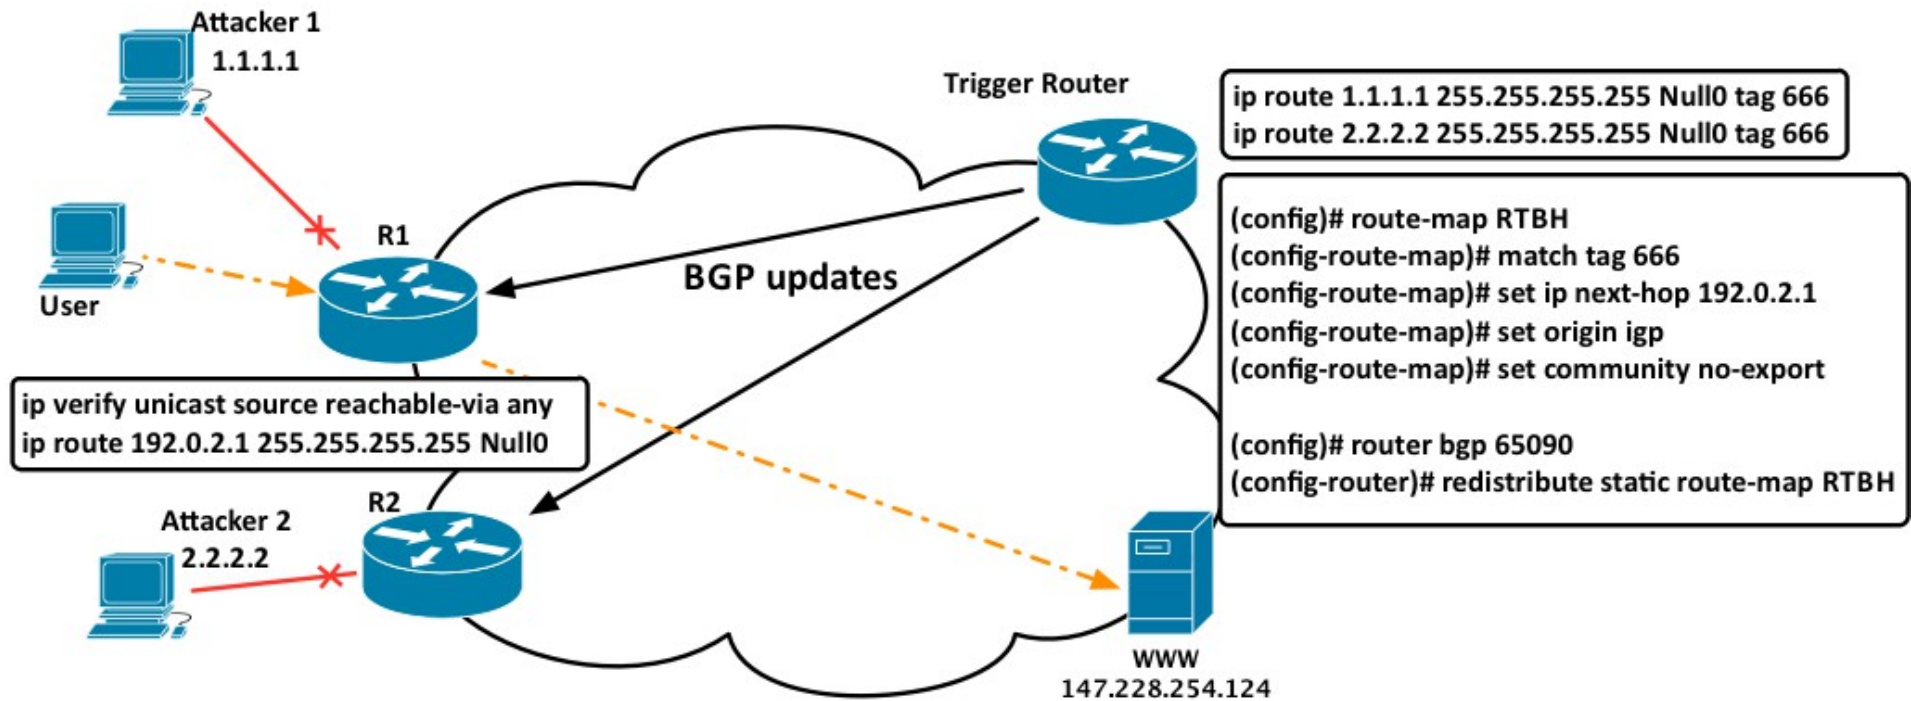 Attacker 1
1.1.1.1
Trigger Router
ip route 1.1.1.1 255.255.255.255 Null0 tag 666
ip route 2.2.2.2 255.255.255.255 Null0 tag 666
(config)# route-map RTBH
(config-route-map)# match tag 666
(config-route-map)# set ip next-hop 192.0.2.1
(config-route-map)# set origin igp
(config-route-map)# set community no-export
(config)# router bgp 65090
(config-router)# redistribute static route-map RTBH
R1
User
BGP updates
ip verify unicast source reachable-via any
ip route 192.0.2.1 255.255.255.255 Null0
R2
Attacker 2
2.2.2.2
WWW
147.228.254.124